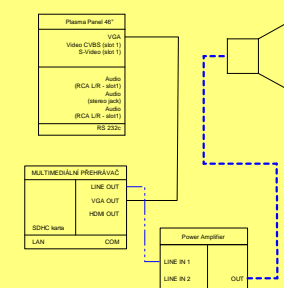 Plasma Panel 46"
VGA
Video CVBS (slot 1)
S-Video (slot 1)
Audio
(RCA L/R - slot1)
Audio
(stereo jack)
Audio
(RCA L/R - slot1)
RS 232c
MULTIMEDIÁLNÍ PŘEHRÁVAČ
LINE OUT
VGA OUT
HDMI OUT
SDHC karta
LAN COM
Power Amplifier
LINE IN 1
LINE IN 2 OUT